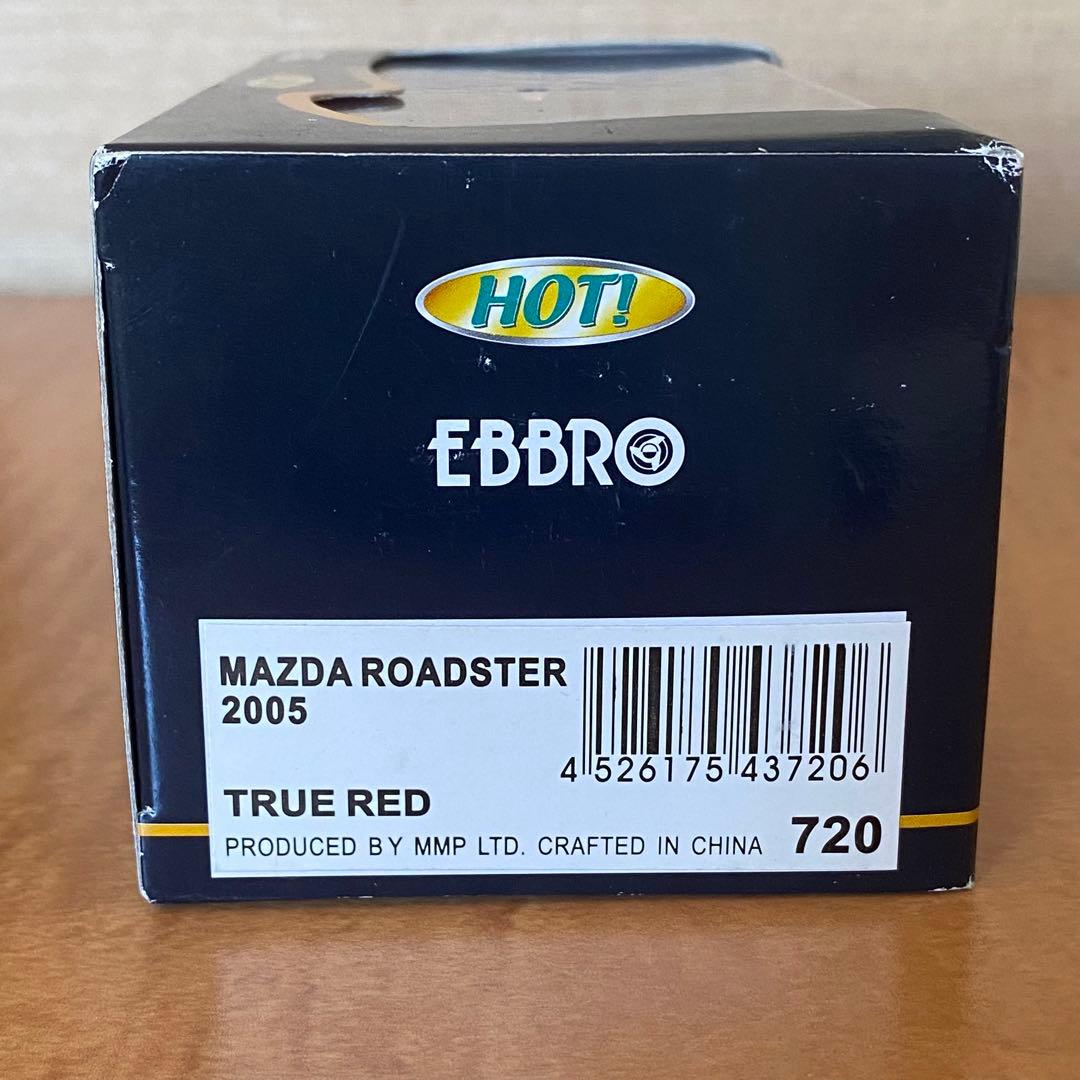 HOT!
EBBRO
MAZDA ROADSTER
2005
4 526175 437206
TRUE RED
PRODUCED BY MMP LTD. CRAFTED IN CHINA
720